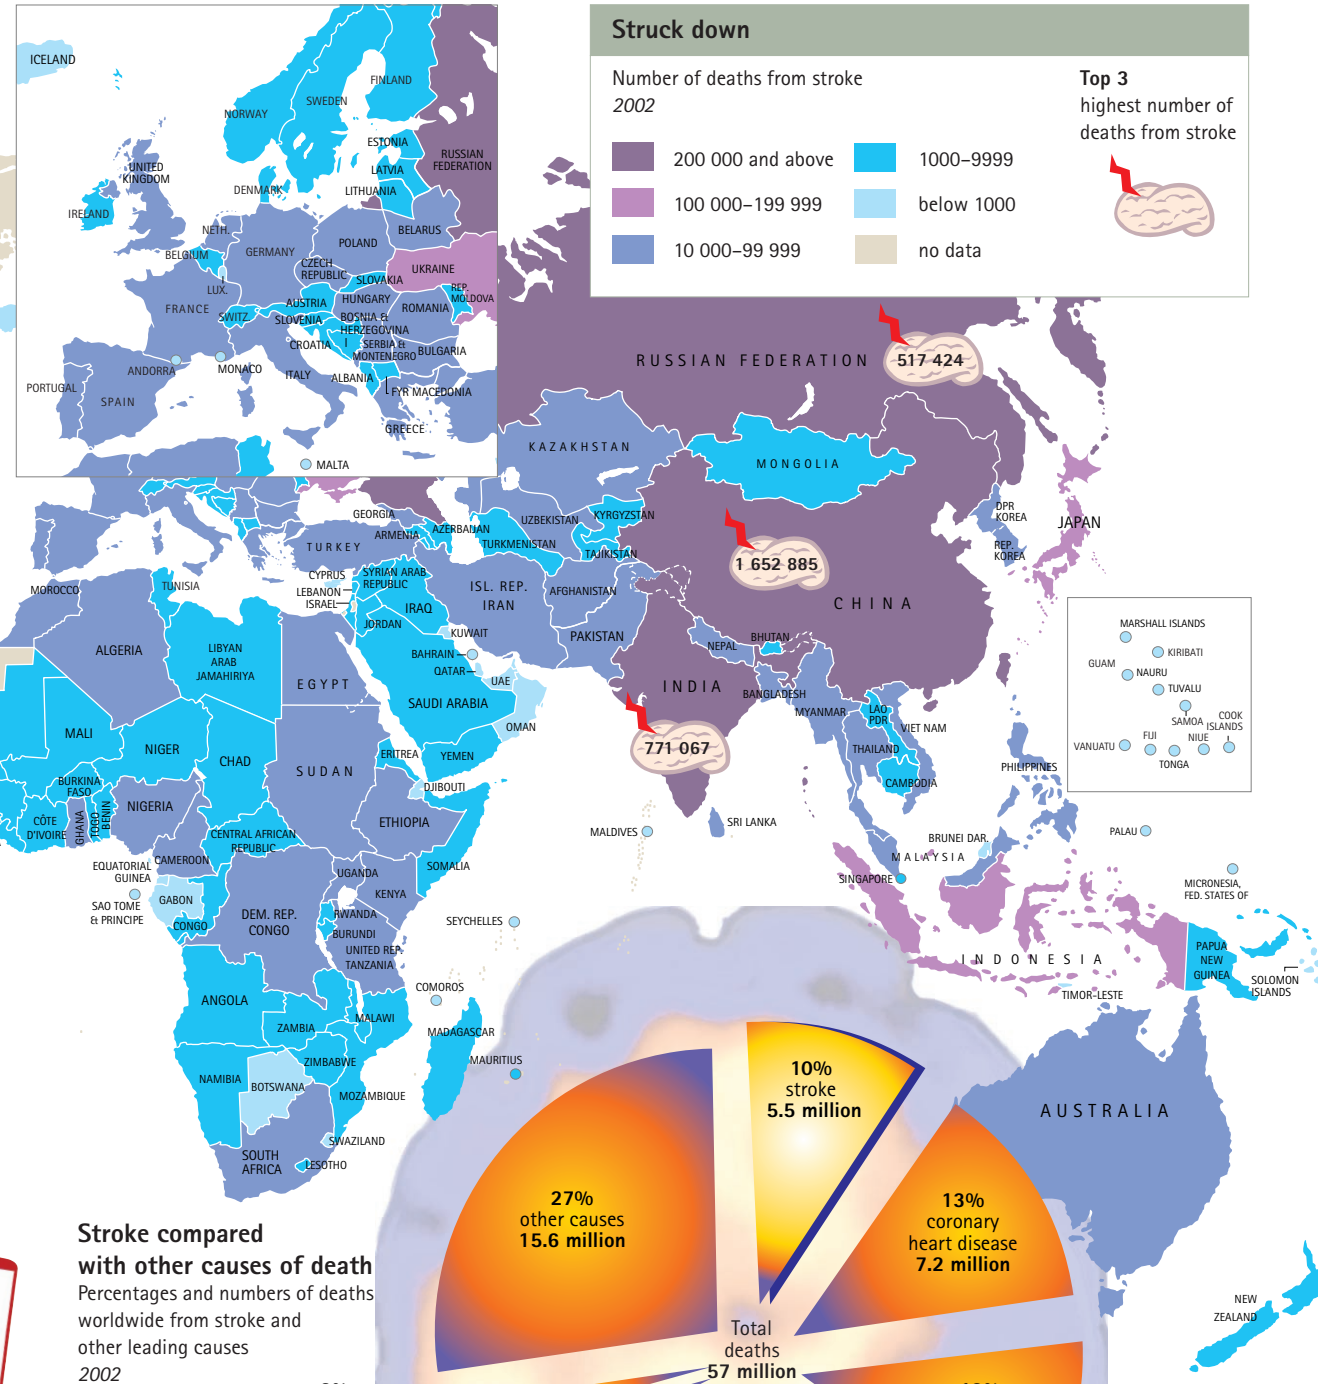 Struck down
Number of deaths from stroke
2002
200 000 and above
100 000–199 999
10 000–99 999
1000–9999
below 1000
no data
Top 3
highest number of
deaths from stroke
ICELAND
NORWAY
SWEDEN
FINLAND
ESTONIA
LATVIA
LITHUANIA
RUSSIAN
FEDERATION
UNITED
KINGDOM
IRELAND
DENMARK
NETH.
BELGIUM
LUX.
GERMANY
POLAND
BELARUS
CZECH
REPUBLIC
SLOVAKIA
UKRAINE
REP.
MOLDOVA
FRANCE
SWITZ.
AUSTRIA
HUNGARY
ROMANIA
SLOVENIA
BOSNIA &
HERZEGOVINA
CROATIA
SERBIA &
MONTENEGRO
BULGARIA
ANDORRA
MONACO
ITALY
ALBANIA
FYR MACEDONIA
PORTUGAL
SPAIN
GREECE
MALTA
RUSSIAN FEDERATION
517 424
KAZAKHSTAN
MONGOLIA
GEORGIA
ARMENIA
AZERBAIJAN
UZBEKISTAN
KYRGYZSTAN
TURKMENISTAN
TAJIKISTAN
TURKEY
DPR
KOREA
REP.
KOREA
JAPAN
1 652 885
CHINA
CYPRUS
LEBANON
ISRAEL
SYRIAN ARAB
REPUBLIC
IRAQ
JORDAN
ISL. REP.
IRAN
AFGHANISTAN
PAKISTAN
KUWAIT
BAHRAIN
QATAR
UAE
OMAN
SAUDI ARABIA
YEMEN
NEPAL
BHUTAN
INDIA
BANGLADESH
MYANMAR
LAO
PDR
VIET NAM
THAILAND
CAMBODIA
PHILIPPINES
771 067
SRI LANKA
MALDIVES
MARSHALL ISLANDS
KIRIBATI
GUAM
NAURU
TUVALU
SAMOA
COOK
ISLANDS
VANUATU
FIJI
TONGA
NIUE
MOROCCO
TUNISIA
ALGERIA
LIBYAN
ARAB
JAMAHIRIYA
EGYPT
MALI
NIGER
CHAD
SUDAN
ERITREA
DJIBOUTI
BURKINA
FASO
CÔTE
D'IVOIRE
GHANA
TOGO
BENIN
NIGERIA
CENTRAL AFRICAN
REPUBLIC
ETHIOPIA
CAMEROON
EQUATORIAL
GUINEA
SAO TOME
& PRINCIPE
GABON
CONGO
DEM. REP.
CONGO
UGANDA
KENYA
SOMALIA
RWANDA
BURUNDI
UNITED REP.
TANZANIA
SEYCHELLES
COMOROS
ANGOLA
ZAMBIA
MALAWI
MADAGASCAR
MAURITIUS
NAMIBIA
ZIMBABWE
BOTSWANA
MOZAMBIQUE
SWAZILAND
SOUTH
AFRICA
LESOTHO
BRUNEI DAR.
MALAYSIA
SINGAPORE
PALAU
MICRONESIA,
FED. STATES OF
INDONESIA
TIMOR-LESTE
PAPUA
NEW
GUINEA
SOLOMON
ISLANDS
AUSTRALIA
NEW
ZEALAND
Stroke compared
with other causes of death
Percentages and numbers of deaths
worldwide from stroke and
other leading causes
2002
27%
other causes
15.6 million
10%
stroke
5.5 million
13%
coronary
heart disease
7.2 million
Total
deaths
57 million